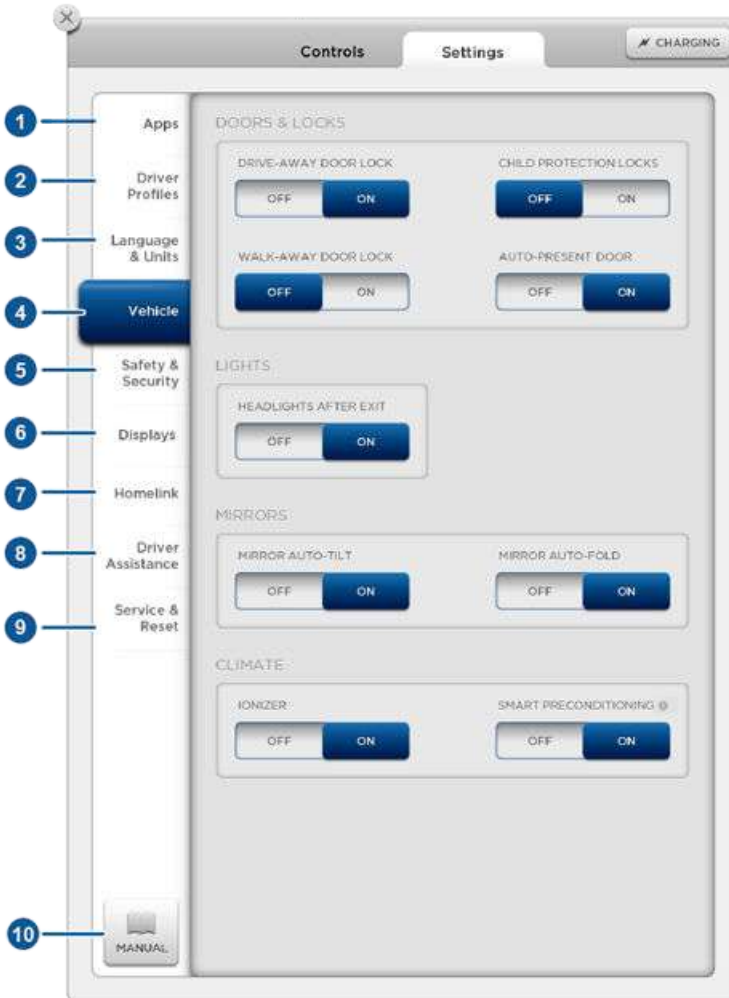 Controls
Settings
CHARGING
1
Apps
2
Driver
Profiles
3
Language
& Units
4
Vehicle
5
Safety &
Security
6
Displays
7
Homelink
8
Driver
Assistance
9
Service &
Reset
10
MANUAL
DOORS & LOCKS
DRIVE-AWAY DOOR LOCK
OFF ON
CHILD PROTECTION LOCKS
OFF ON
WALK-AWAY DOOR LOCK
OFF ON
AUTO-PRESENT DOOR
OFF ON
LIGHTS
HEADLIGHTS AFTER EXIT
OFF ON
MIRRORS
MIRROR AUTO-TILT
OFF ON
MIRROR AUTO-FOLD
OFF ON
CLIMATE
IONIZER
OFF ON
SMART PRECONDITIONING
OFF ON